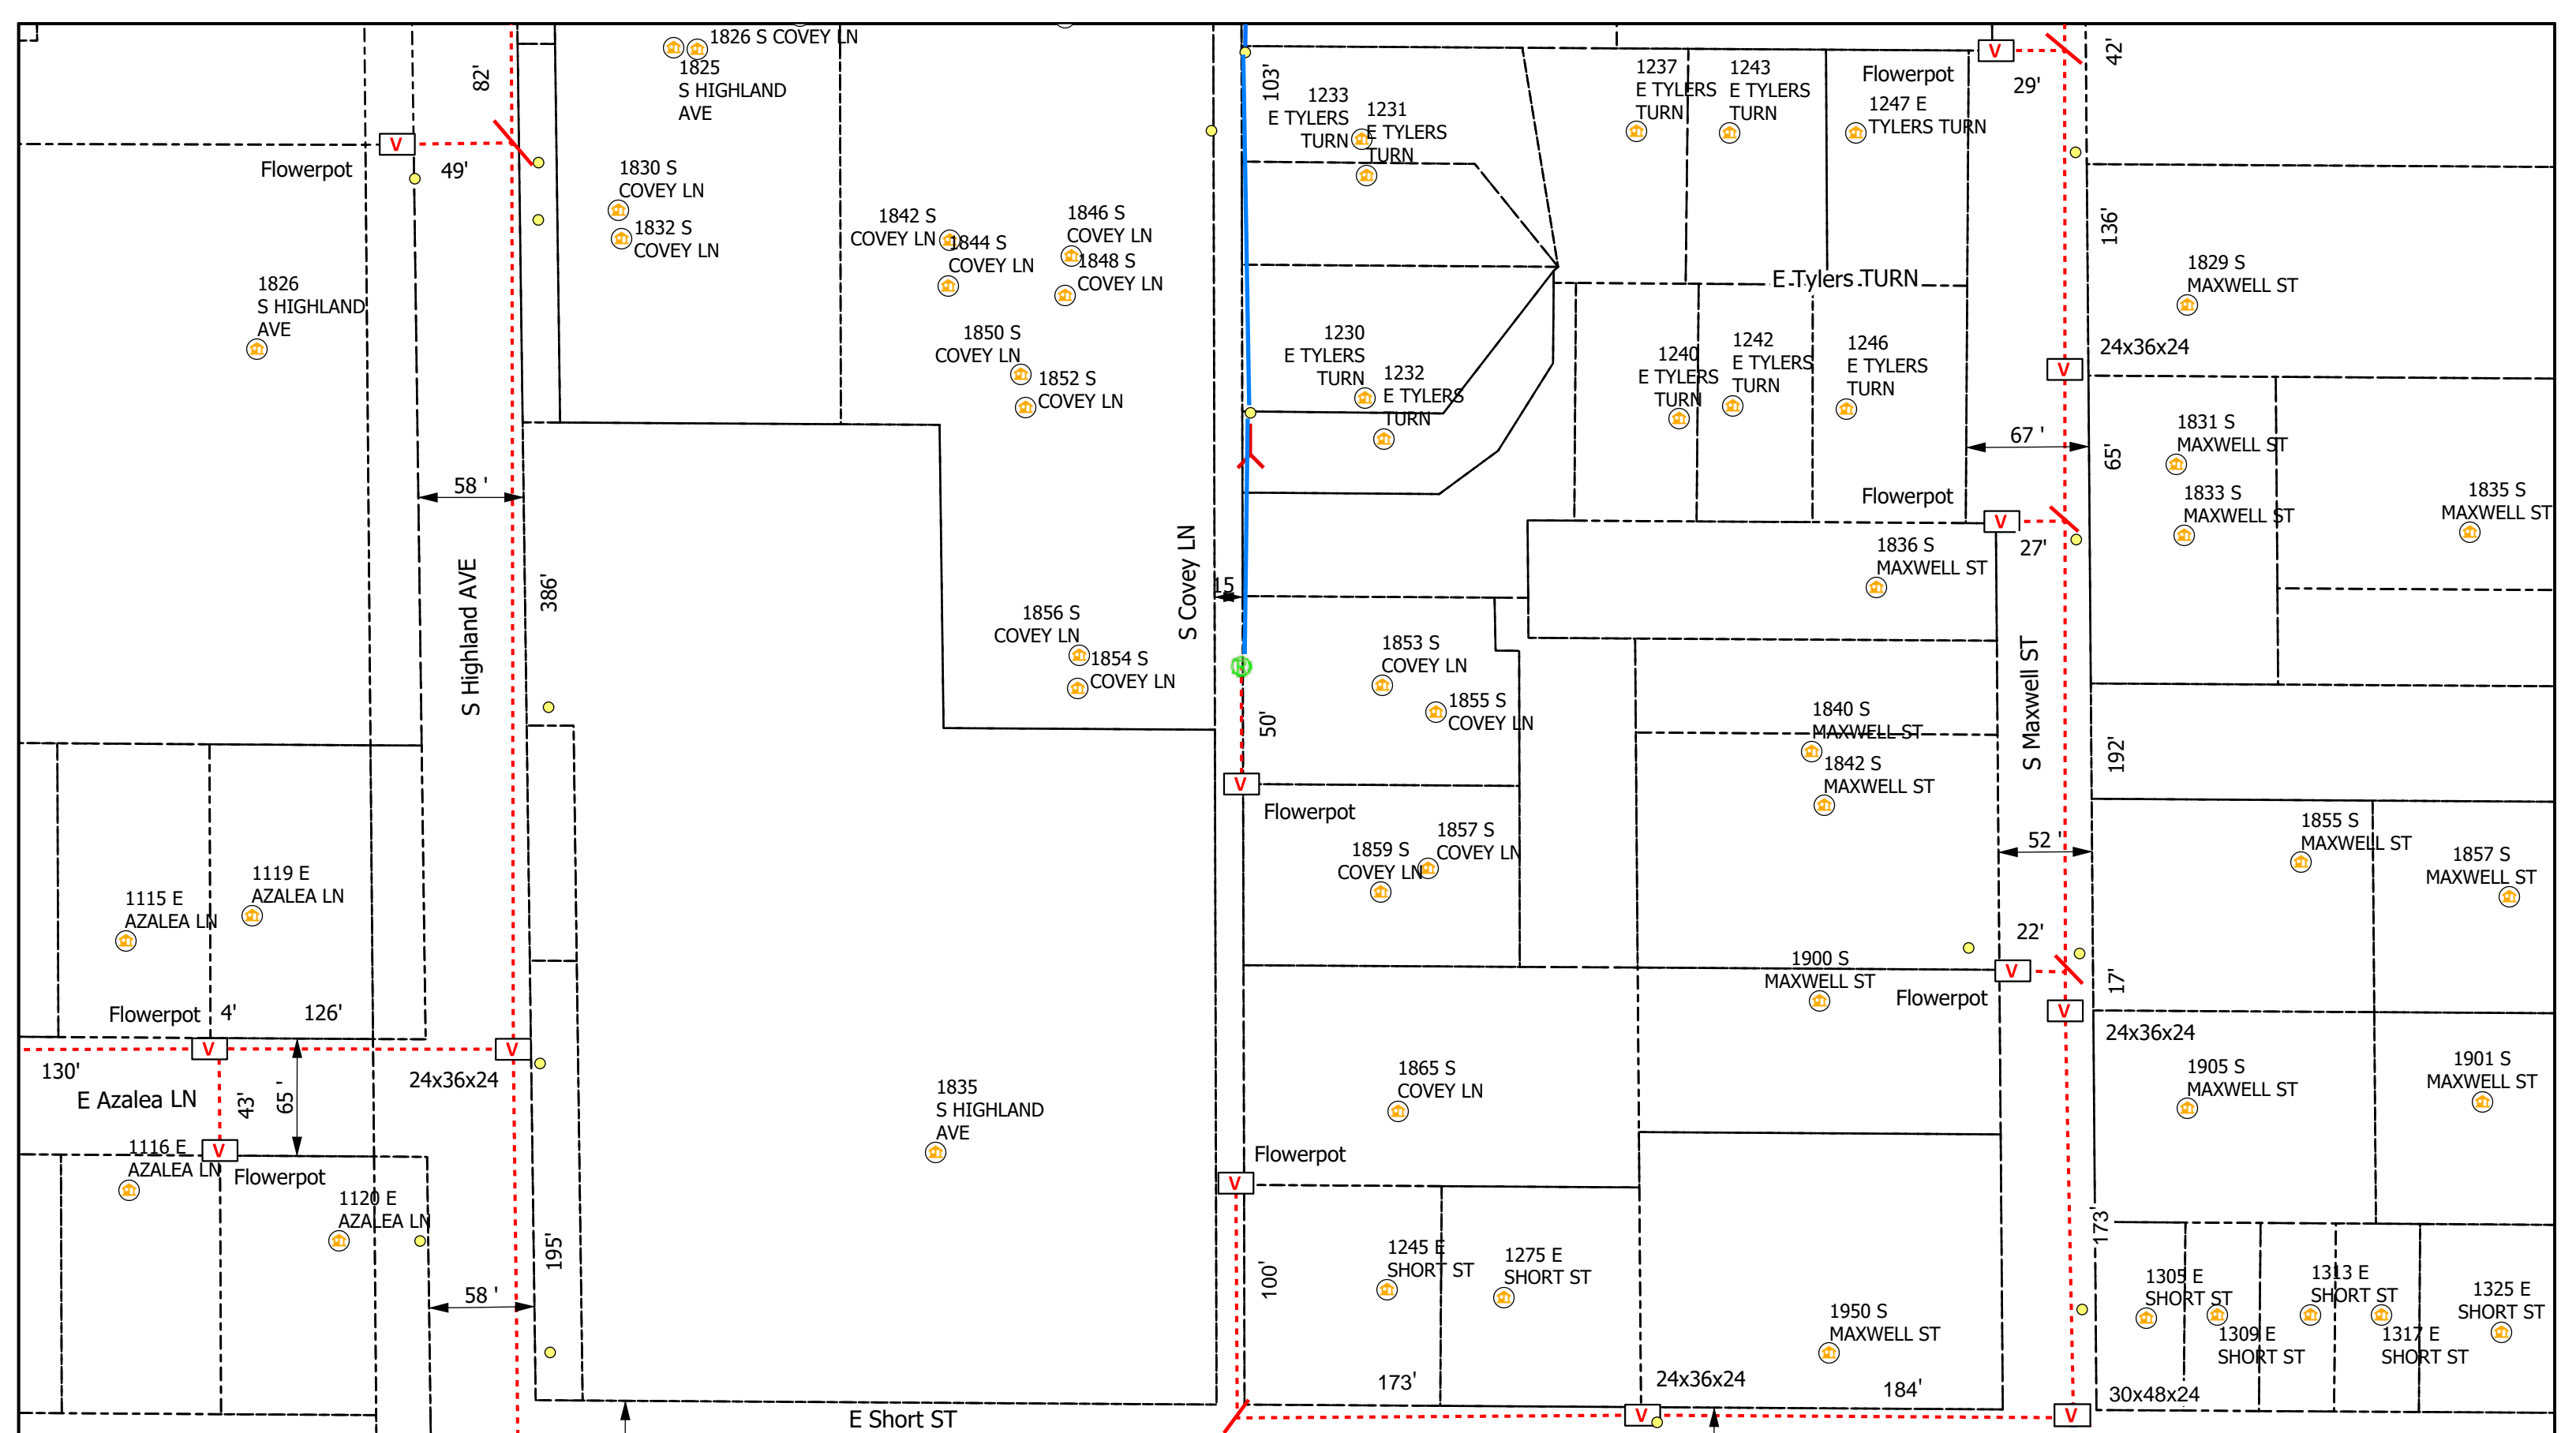 1826 S COVEY LN
1825
S HIGHLAND
AVE
82'
103'
1233
E TYLERS
TURN
1231
E TYLERS
TURN
1237
E TYLERS
TURN
1243
E TYLERS
TURN
Flowerpot
1247 E
TYLERS TURN
V
29'
42'
V
Flowerpot
49'
1830 S
COVEY LN
1832 S
COVEY LN
1842 S
COVEY LN
1844 S
COVEY LN
1846 S
COVEY LN
1848 S
COVEY LN
136'
1826
S HIGHLAND
AVE
E Tylers TURN
1829 S
MAXWELL ST
1850 S
COVEY LN
1852 S
COVEY LN
1230
E TYLERS
TURN
1232
E TYLERS
TURN
1240
E TYLERS
TURN
1242
E TYLERS
TURN
1246
E TYLERS
TURN
24x36x24
V
67 '
65'
1831 S
MAXWELL ST
1833 S
MAXWELL ST
1835 S
MAXWELL ST
58 '
Flowerpot
V
27'
S Highland AVE
386'
S Covey LN
15
1836 S
MAXWELL ST
1856 S
COVEY LN
1854 S
COVEY LN
1853 S
COVEY LN
1855 S
COVEY LN
50'
S Maxwell ST
1840 S
MAXWELL ST
1842 S
MAXWELL ST
192'
V
Flowerpot
1857 S
COVEY LN
1859 S
COVEY LN
52 '
1855 S
MAXWELL ST
1857 S
MAXWELL ST
1119 E
AZALEA LN
1115 E
AZALEA LN
22'
1900 S
MAXWELL ST
V
Flowerpot
17'
V
24x36x24
Flowerpot
4'
126'
V
V
130'
24x36x24
E Azalea LN
43'
65'
1865 S
COVEY LN
1905 S
MAXWELL ST
1901 S
MAXWELL ST
1835
S HIGHLAND
AVE
V
1116 E
AZALEA LN
Flowerpot
Flowerpot
V
1120 E
AZALEA LN
195'
173'
58 '
100'
1245 E
SHORT ST
1275 E
SHORT ST
1950 S
MAXWELL ST
1305 E
SHORT ST
1309 E
SHORT ST
1313 E
SHORT ST
1317 E
SHORT ST
1325 E
SHORT ST
173'
24x36x24
184'
30x48x24
E Short ST
V
V